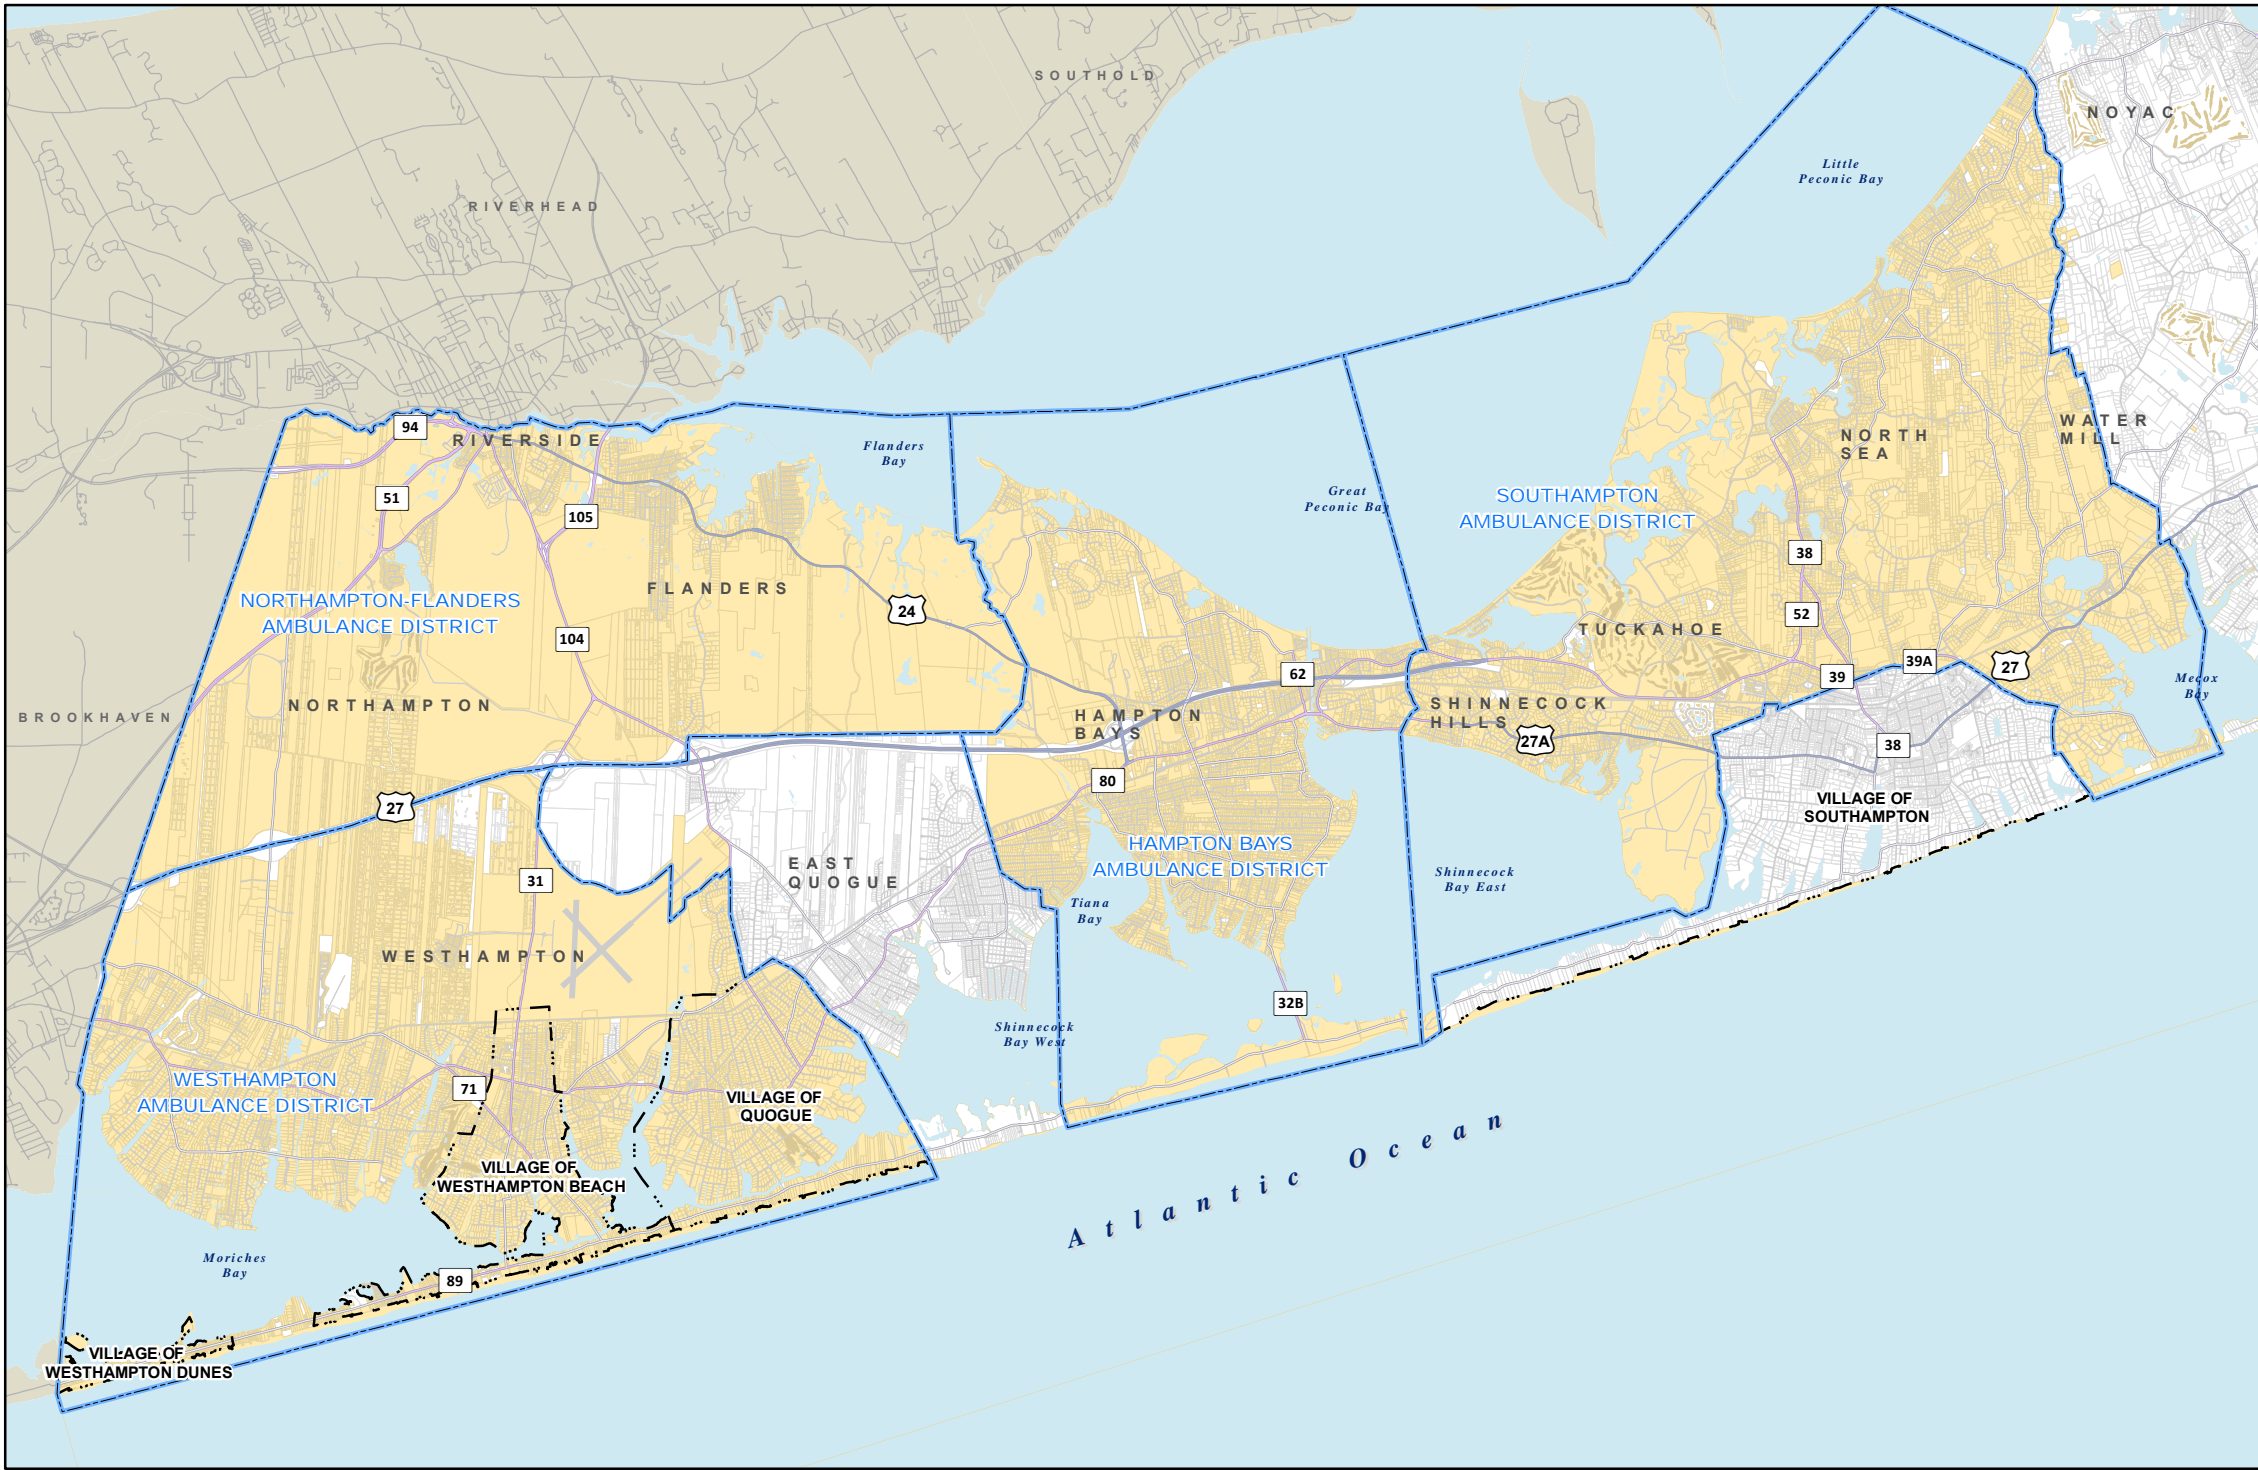 SOUTHOLD
NOYAC
Little
Peconic Bay
RIVERHEAD
94
RIVERSIDE
Flanders
Bay
WATER
MILL
NORTH
SEA
51
105
Great
Peconic Bay
SOUTHAMPTON
AMBULANCE DISTRICT
38
FLANDERS
NORTHAMPTON-FLANDERS
AMBULANCE DISTRICT
24
52
104
TUCKAHOE
39A
27
62
39
Mecox
Bay
NORTHAMPTON
BROOKHAVEN
HAMPTON
BAYS
SHINNECOCK
HILLS
27A
38
80
27
VILLAGE OF
SOUTHAMPTON
HAMPTON BAYS
AMBULANCE DISTRICT
EAST
QUOGUE
31
Shinnecock
Bay East
Tiana
Bay
WESTHAMPTON
32B
Shinnecock
Bay West
WESTHAMPTON
AMBULANCE DISTRICT
71
VILLAGE OF
QUOGUE
Atlantic Ocean
VILLAGE OF
WESTHAMPTON BEACH
Moriches
Bay
89
VILLAGE OF
WESTHAMPTON DUNES